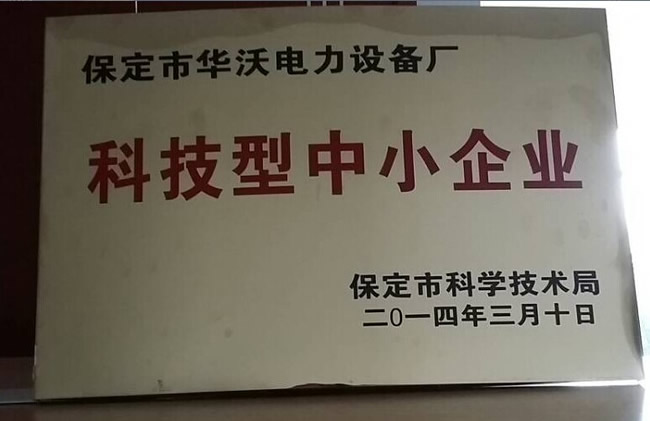 保定市华沃电力设备厂
科技型中小企业
保定市科学技术局
二0一四年三月十日